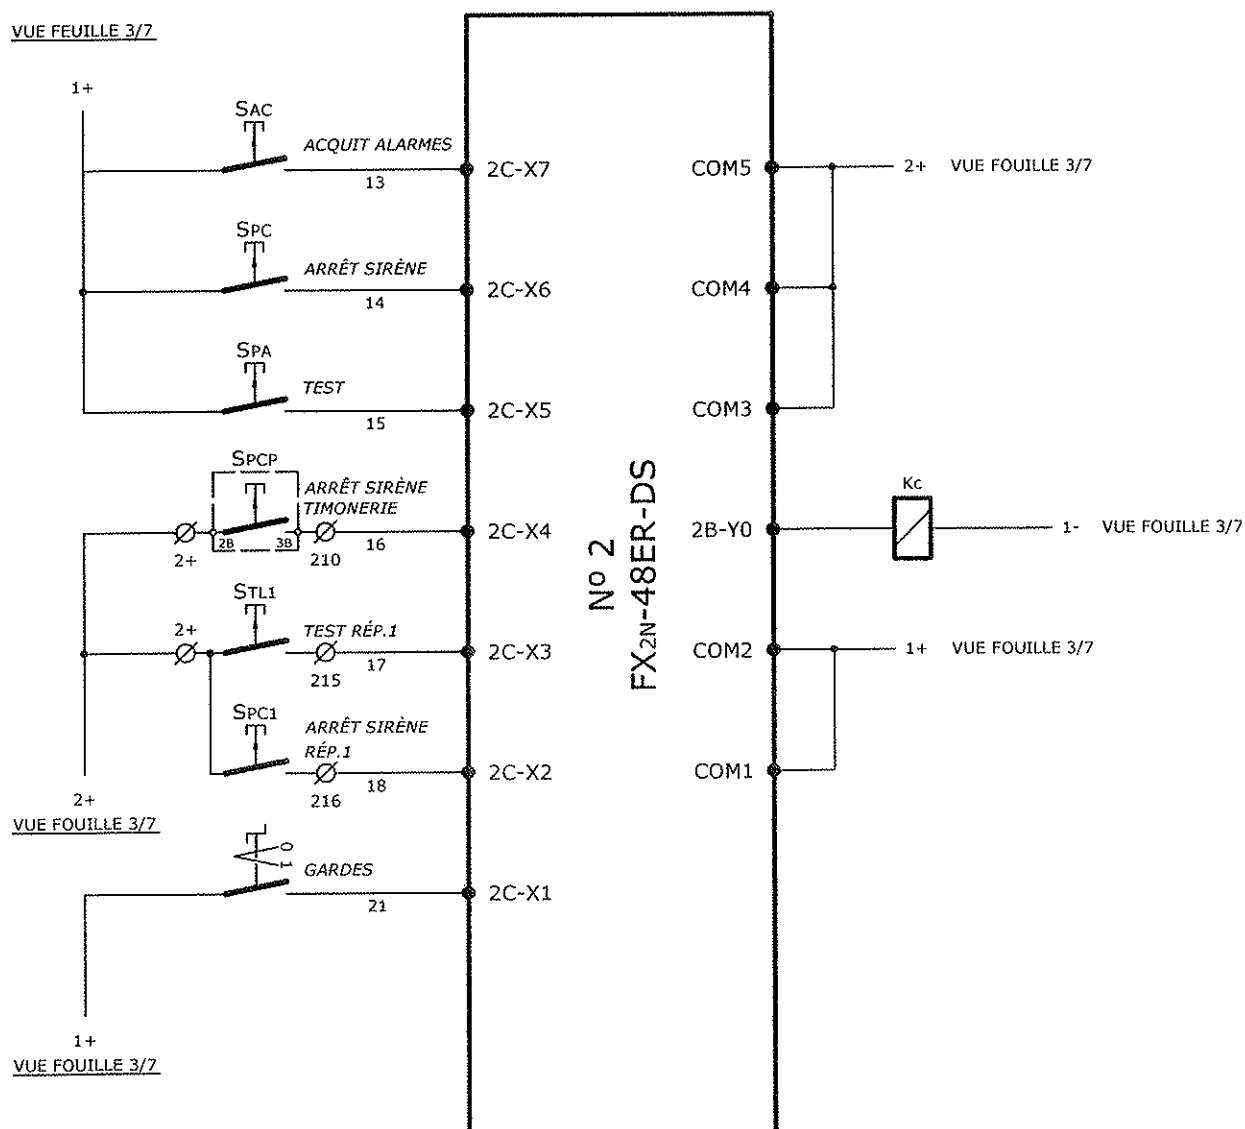 VUE FEUILLE 3/7
1+
SAC
ACQUIT ALARMES
13
2C-X7
SPC
ARRÊT SIRÈNE
14
2C-X6
SPA
TEST
15
2C-X5
SPCP
ARRÊT SIRÈNE
TIMONERIE
2+
2B
3B
210
16
2C-X4
STL1
2+
TEST RÉP.1
215
17
2C-X3
SPC1
ARRÊT SIRÈNE
RÉP.1
216
18
2C-X2
2+
VUE FOUILLE 3/7
0 1
GARDES
21
2C-X1
1+
VUE FOUILLE 3/7
Nº 2
FX2N-48ER-DS
COM5
2+ VUE FOUILLE 3/7
COM4
COM3
Kc
2B-Y0
1- VUE FOUILLE 3/7
COM2
1+ VUE FOUILLE 3/7
COM1